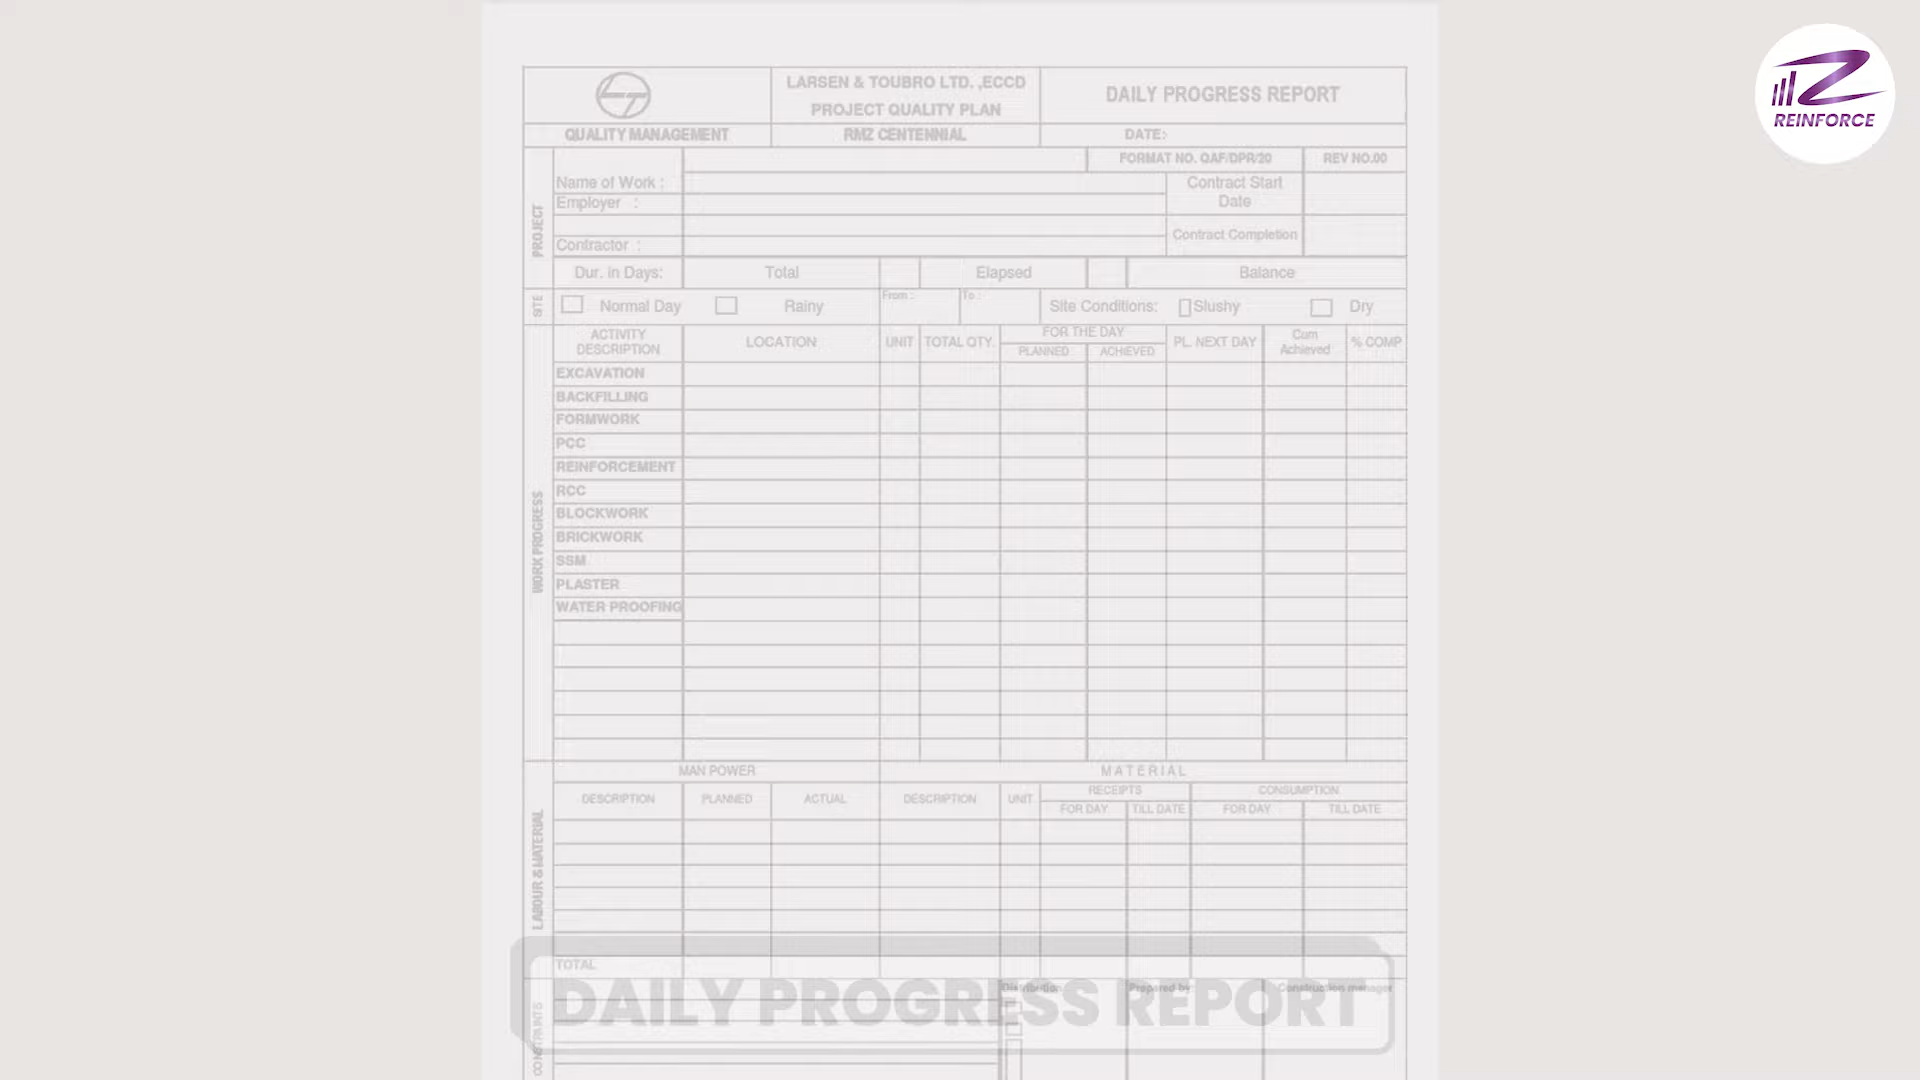 REINFORCE
LARSEN & TOUBRO LTD. ,ECCD
PROJECT QUALITY PLAN
DAILY PROGRESS REPORT
QUALITY MANAGEMENT
RMZ CENTENNIAL
DATE:
FORMAT NO. QAF/DPR/20
REV NO.00
PROJECT
Name of Work :
Contract Start
Date
Employer :
Contract Completion
Contractor :
Dur. in Days:
Total
Elapsed
Balance
SITE
Normal Day
Rainy
From :
To :
Site Conditions:
Slushy
Dry
WORK PROGRESS
ACTIVITY
DESCRIPTION
LOCATION
UNIT
TOTAL QTY.
FOR THE DAY
PLANNED
ACHIEVED
PL. NEXT DAY
Cum
Achieved
% COMP
EXCAVATION
BACKFILLING
FORMWORK
PCC
REINFORCEMENT
RCC
BLOCKWORK
BRICKWORK
SSM
PLASTER
WATER PROOFING
LABOUR & MATERIAL
MAN POWER
MATERIAL
DESCRIPTION
PLANNED
ACTUAL
DESCRIPTION
UNIT
RECEIPTS
CONSUMPTION
FOR DAY
TILL DATE
FOR DAY
TILL DATE
TOTAL
CONSTRAINTS
Distribution
Prepared by
Construction manager
DAILY PROGRESS REPORT